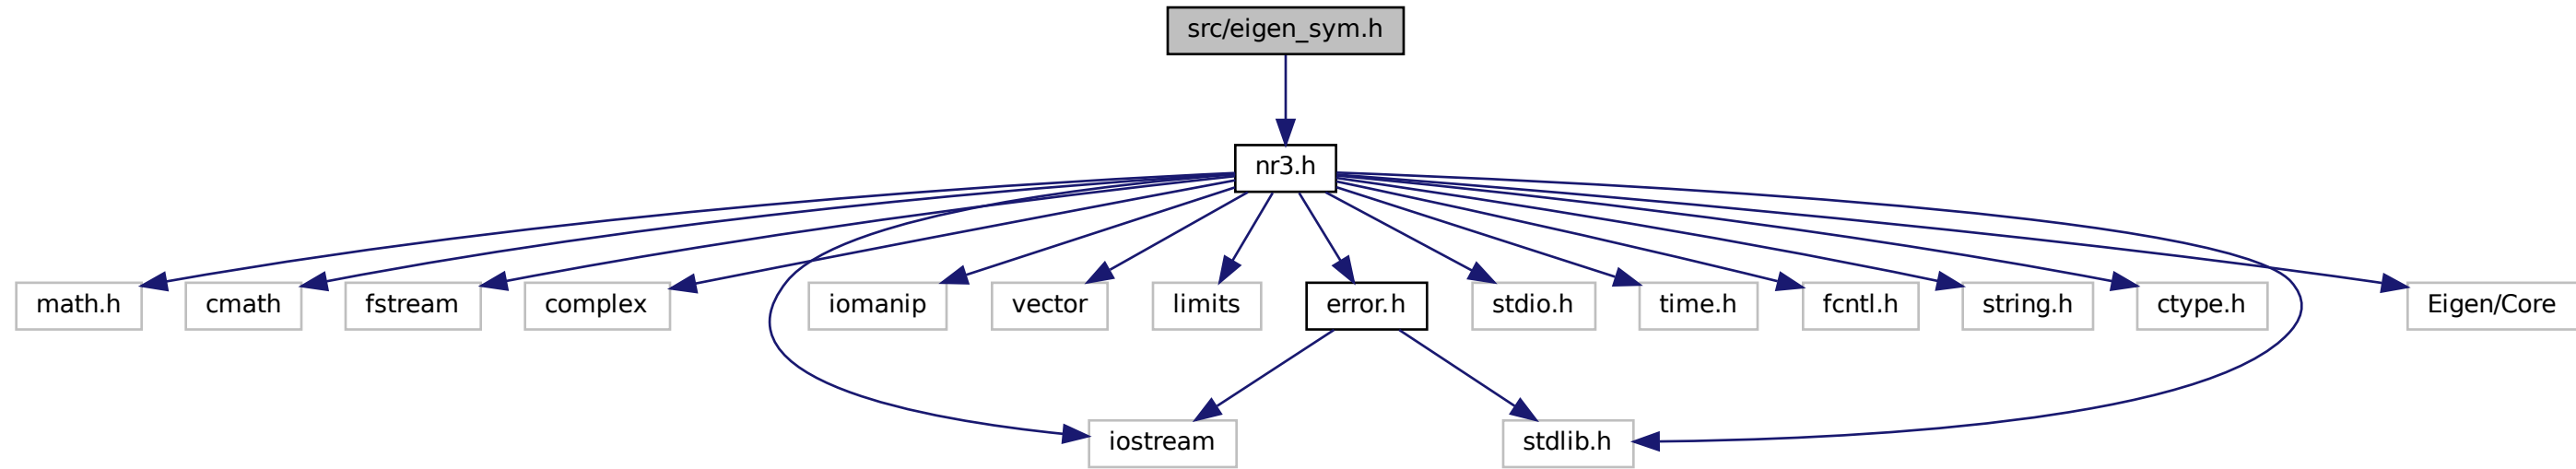 src/eigen_sym.h
nr3.h
math.h
cmath
fstream
complex
iomanip
vector
limits
error.h
stdio.h
time.h
fcntl.h
string.h
ctype.h
Eigen/Core
iostream
stdlib.h